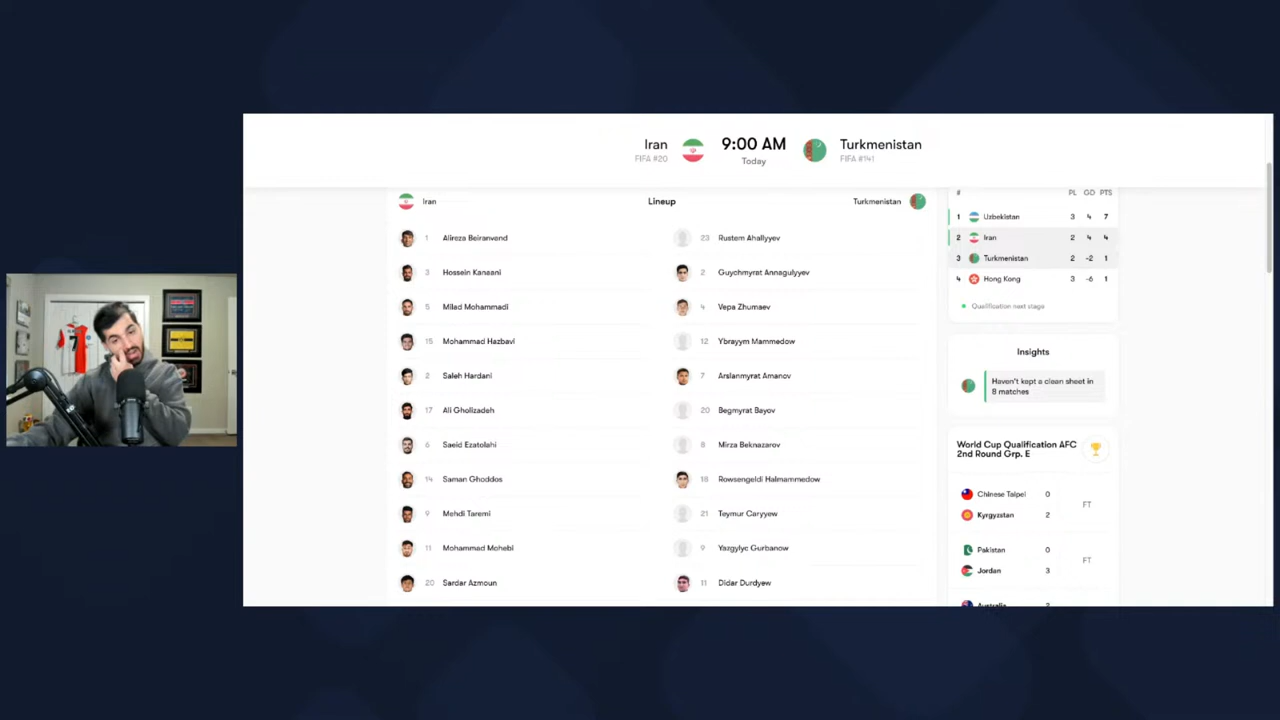 Iran
FIFA #20
9:00 AM
Today
Turkmenistan
FIFA #141
Iran Lineup Turkmenistan
1 Alireza Beiranvand 23 Rustem Ahallyyev
3 Hossein Kanaani 2 Guychmyrat Annagulyyev
5 Milad Mohammadi 4 Vepa Zhumaev
15 Mohammad Hazbavi 12 Ybrayym Mammedow
2 Saleh Hardani 7 Arslanmyrat Amanov
17 Ali Gholizadeh 20 Begmyrat Bayov
6 Saeid Ezatolahi 8 Mirza Beknazarov
14 Saman Ghoddos 18 Rowsengeldi Halmammedow
9 Mehdi Taremi 21 Teymur Caryyew
11 Mohammad Mohebi 9 Yazgylyc Gurbanow
20 Sardar Azmoun 11 Didar Durdyew
# PL GD PTS
1 Uzbekistan 3 4 7
2 Iran 2 4 4
3 Turkmenistan 2 -2 1
4 Hong Kong 3 -6 1
Qualification next stage
Insights
Haven't kept a clean sheet in
8 matches
World Cup Qualification AFC
2nd Round Grp. E
Chinese Taipei 0
FT
Kyrgyzstan 2
Pakistan 0
FT
Jordan 3
Australia 2
7